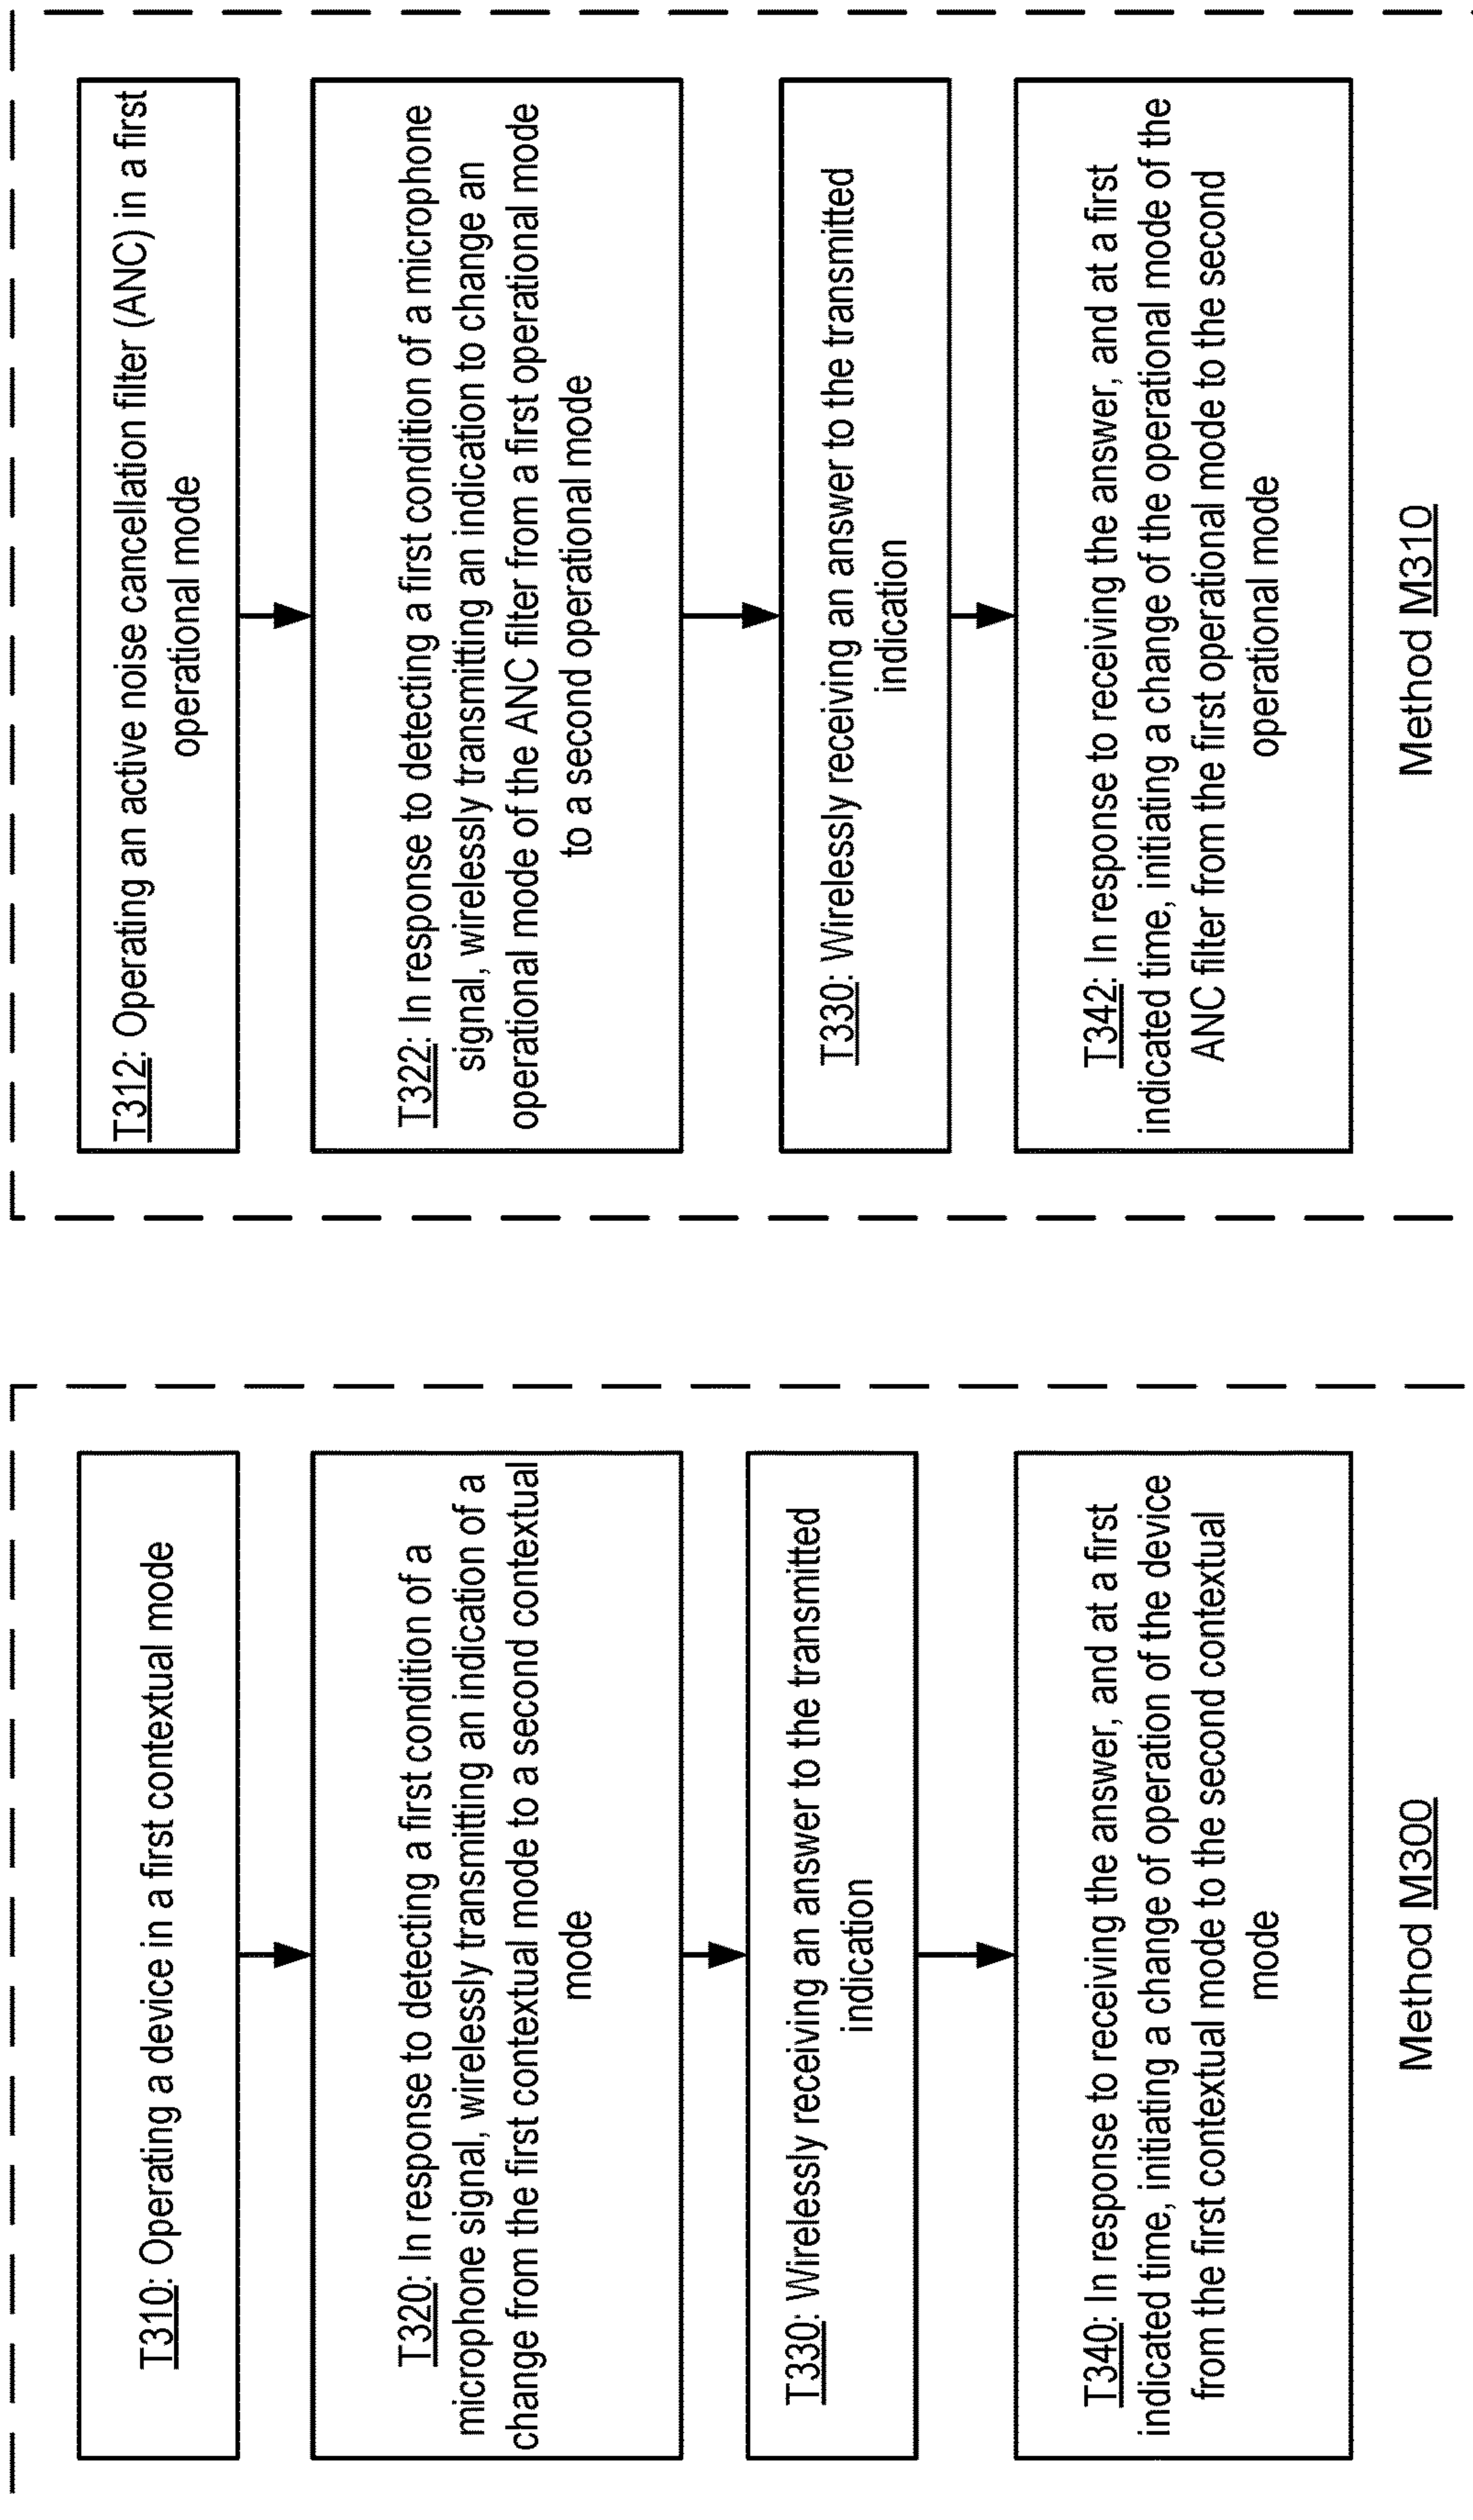 T310: Operating a device in a first contextual mode
T320: In response to detecting a first condition of a
microphone signal, wirelessly transmitting an indication of a
change from the first contextual mode to a second contextual
mode
T330: Wirelessly receiving an answer to the transmitted
indication
T340: In response to receiving the answer, and at a first
indicated time, initiating a change of operation of the device
from the first contextual mode to the second contextual
mode
Method M300
T312: Operating an active noise cancellation filter (ANC) in a first
operational mode
T322: In response to detecting a first condition of a microphone
signal, wirelessly transmitting an indication to change an
operational mode of the ANC filter from a first operational mode
to a second operational mode
T330: Wirelessly receiving an answer to the transmitted
indication
T342: In response to receiving the answer, and at a first
indicated time, initiating a change of the operational mode of the
ANC filter from the first operational mode to the second
operational mode
Method M310